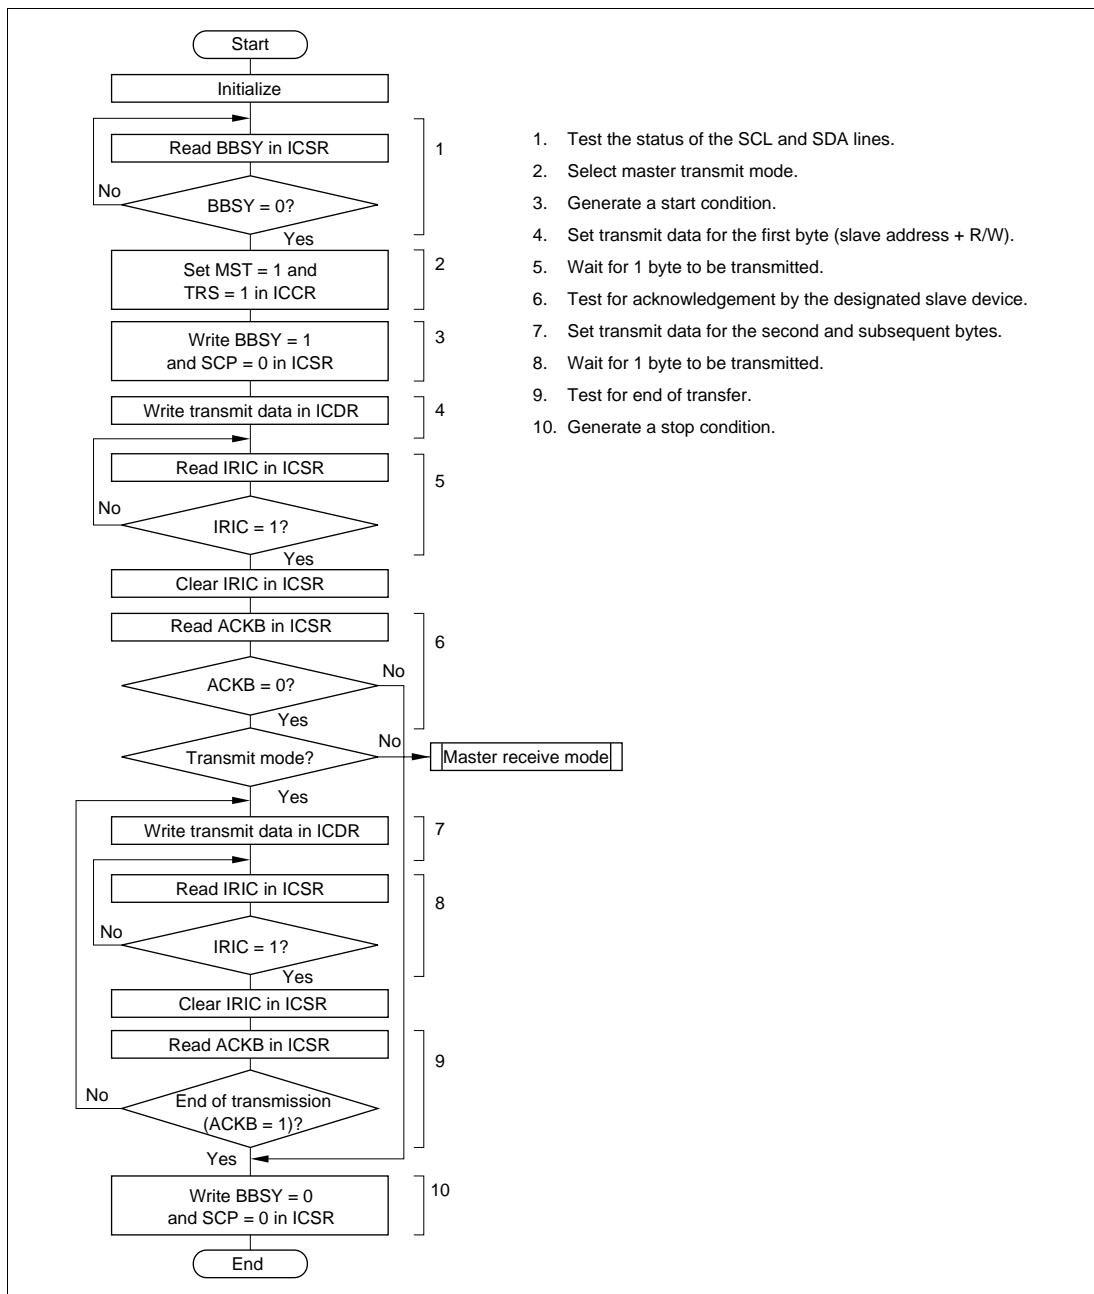 Start
Initialize
Read BBSY in ICSR
1
No
BBSY = 0?
Yes
Set MST = 1 and
TRS = 1 in ICCR
2
Write BBSY = 1
and SCP = 0 in ICSR
3
Write transmit data in ICDR
4
Read IRIC in ICSR
5
No
IRIC = 1?
Yes
Clear IRIC in ICSR
Read ACKB in ICSR
6
No
ACKB = 0?
Yes
No
Transmit mode?
Master receive mode
Yes
Write transmit data in ICDR
7
Read IRIC in ICSR
8
No
IRIC = 1?
Yes
Clear IRIC in ICSR
Read ACKB in ICSR
9
No
End of transmission
(ACKB = 1)?
Yes
Write BBSY = 0
and SCP = 0 in ICSR
10
End
1. Test the status of the SCL and SDA lines.
2. Select master transmit mode.
3. Generate a start condition.
4. Set transmit data for the first byte (slave address + R/W).
5. Wait for 1 byte to be transmitted.
6. Test for acknowledgement by the designated slave device.
7. Set transmit data for the second and subsequent bytes.
8. Wait for 1 byte to be transmitted.
9. Test for end of transfer.
10. Generate a stop condition.